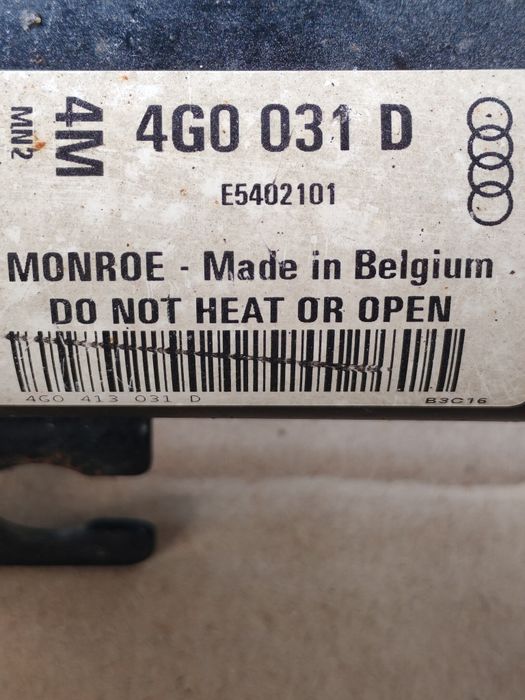 4M
MN2
4G0 031 D
E5402101
MONROE - Made in Belgium
DO NOT HEAT OR OPEN
4G0 413 031 D
B3C16